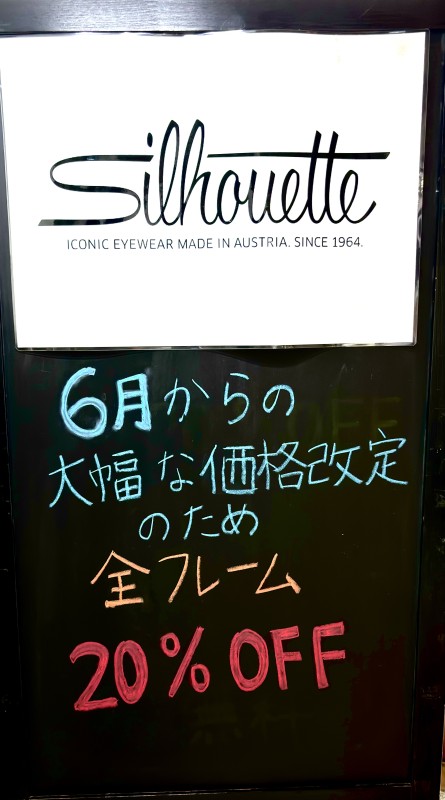 Silhouette
ICONIC EYEWEAR MADE IN AUSTRIA. SINCE 1964.
6月からの
大幅な価格改定
のため
全フレーム
20% OFF